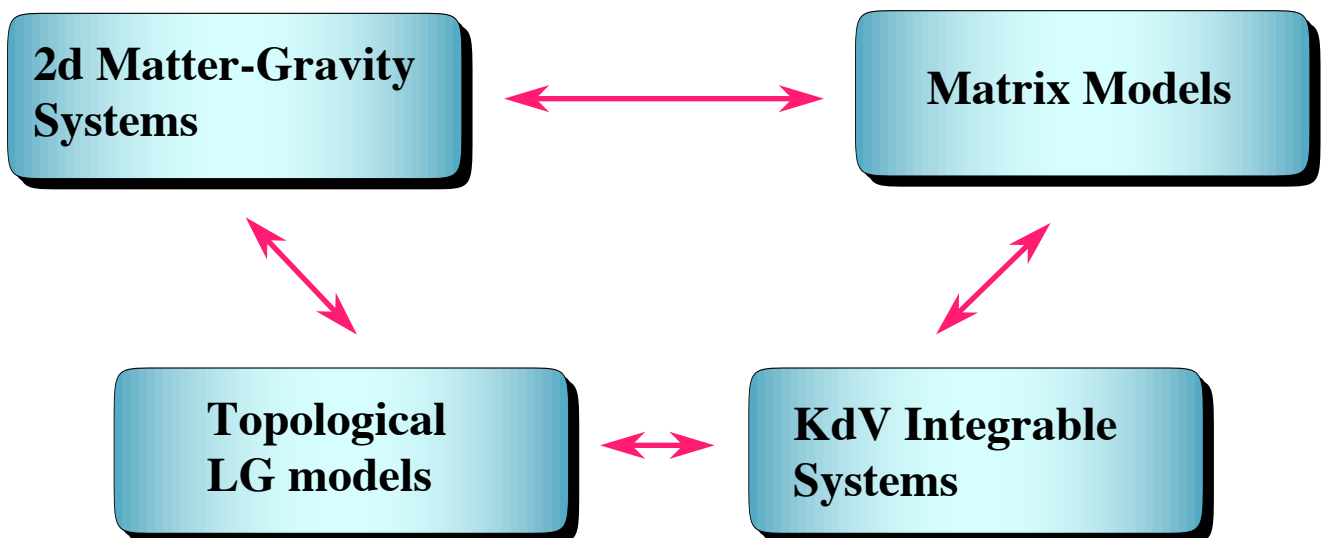 2d Matter-Gravity
Systems
Matrix Models
Topological
LG models
KdV Integrable
Systems